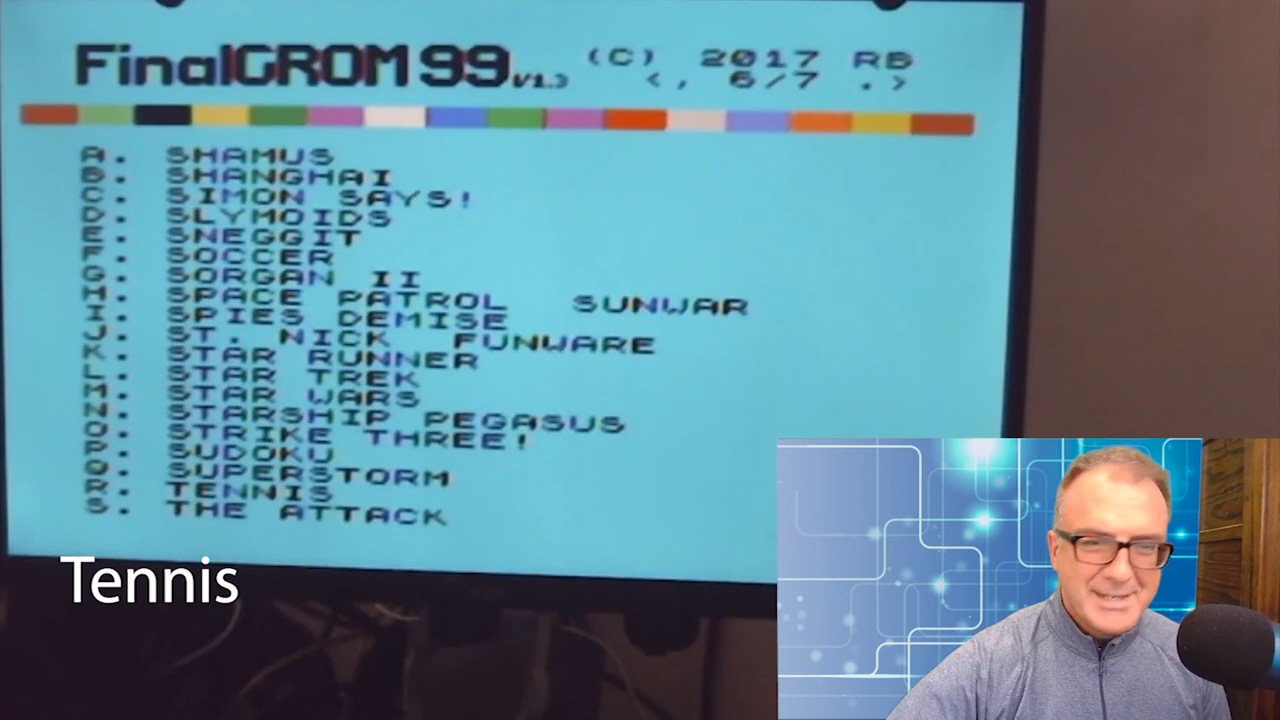 FinalGROM 99 V1.3 (C) 2017 RB
<, 6/7 .>
A. SHAMUS
B. SHANGHAI
C. SIMON SAYS!
D. SLYMOIDS
E. SNEGGIT
F. SOCCER
G. SORGAN II
H. SPACE PATROL SUNWAR
I. SPIES DEMISE
J. ST. NICK FUNWARE
K. STAR RUNNER
L. STAR TREK
M. STAR WARS
N. STARSHIP PEGASUS
O. STRIKE THREE!
P. SUDOKU
Q. SUPERSTORM
R. TENNIS
S. THE ATTACK
Tennis